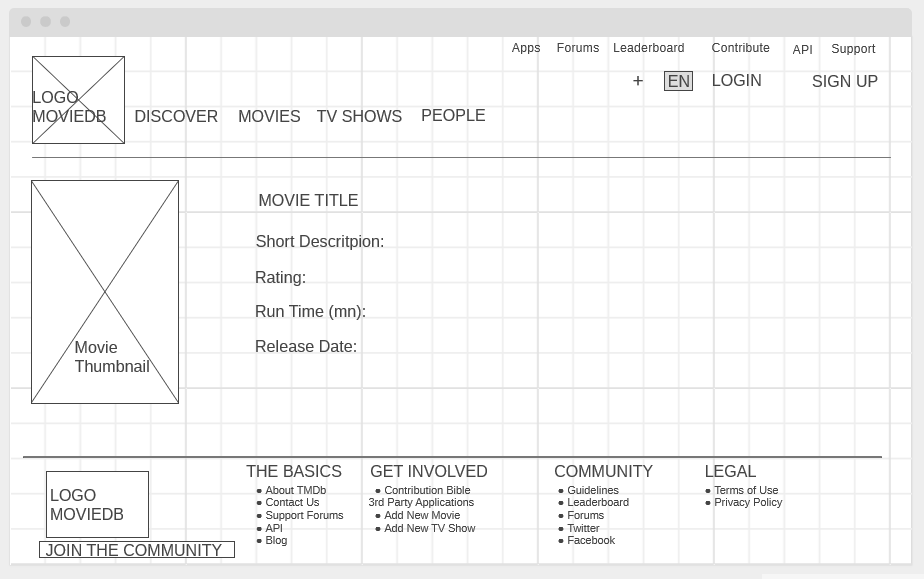 Apps Forums Leaderboard Contribute API Support
+ EN LOGIN SIGN UP
LOGO
MOVIEDB DISCOVER MOVIES TV SHOWS PEOPLE
MOVIE TITLE
Short Descritpion:
Rating:
Run Time (mn):
Release Date:
Movie
Thumbnail
LOGO
MOVIEDB
JOIN THE COMMUNITY
THE BASICS
• About TMDb
• Contact Us
• Support Forums
• API
• Blog
GET INVOLVED
• Contribution Bible
3rd Party Applications
• Add New Movie
• Add New TV Show
COMMUNITY
• Guidelines
• Leaderboard
• Forums
• Twitter
• Facebook
LEGAL
• Terms of Use
• Privacy Policy